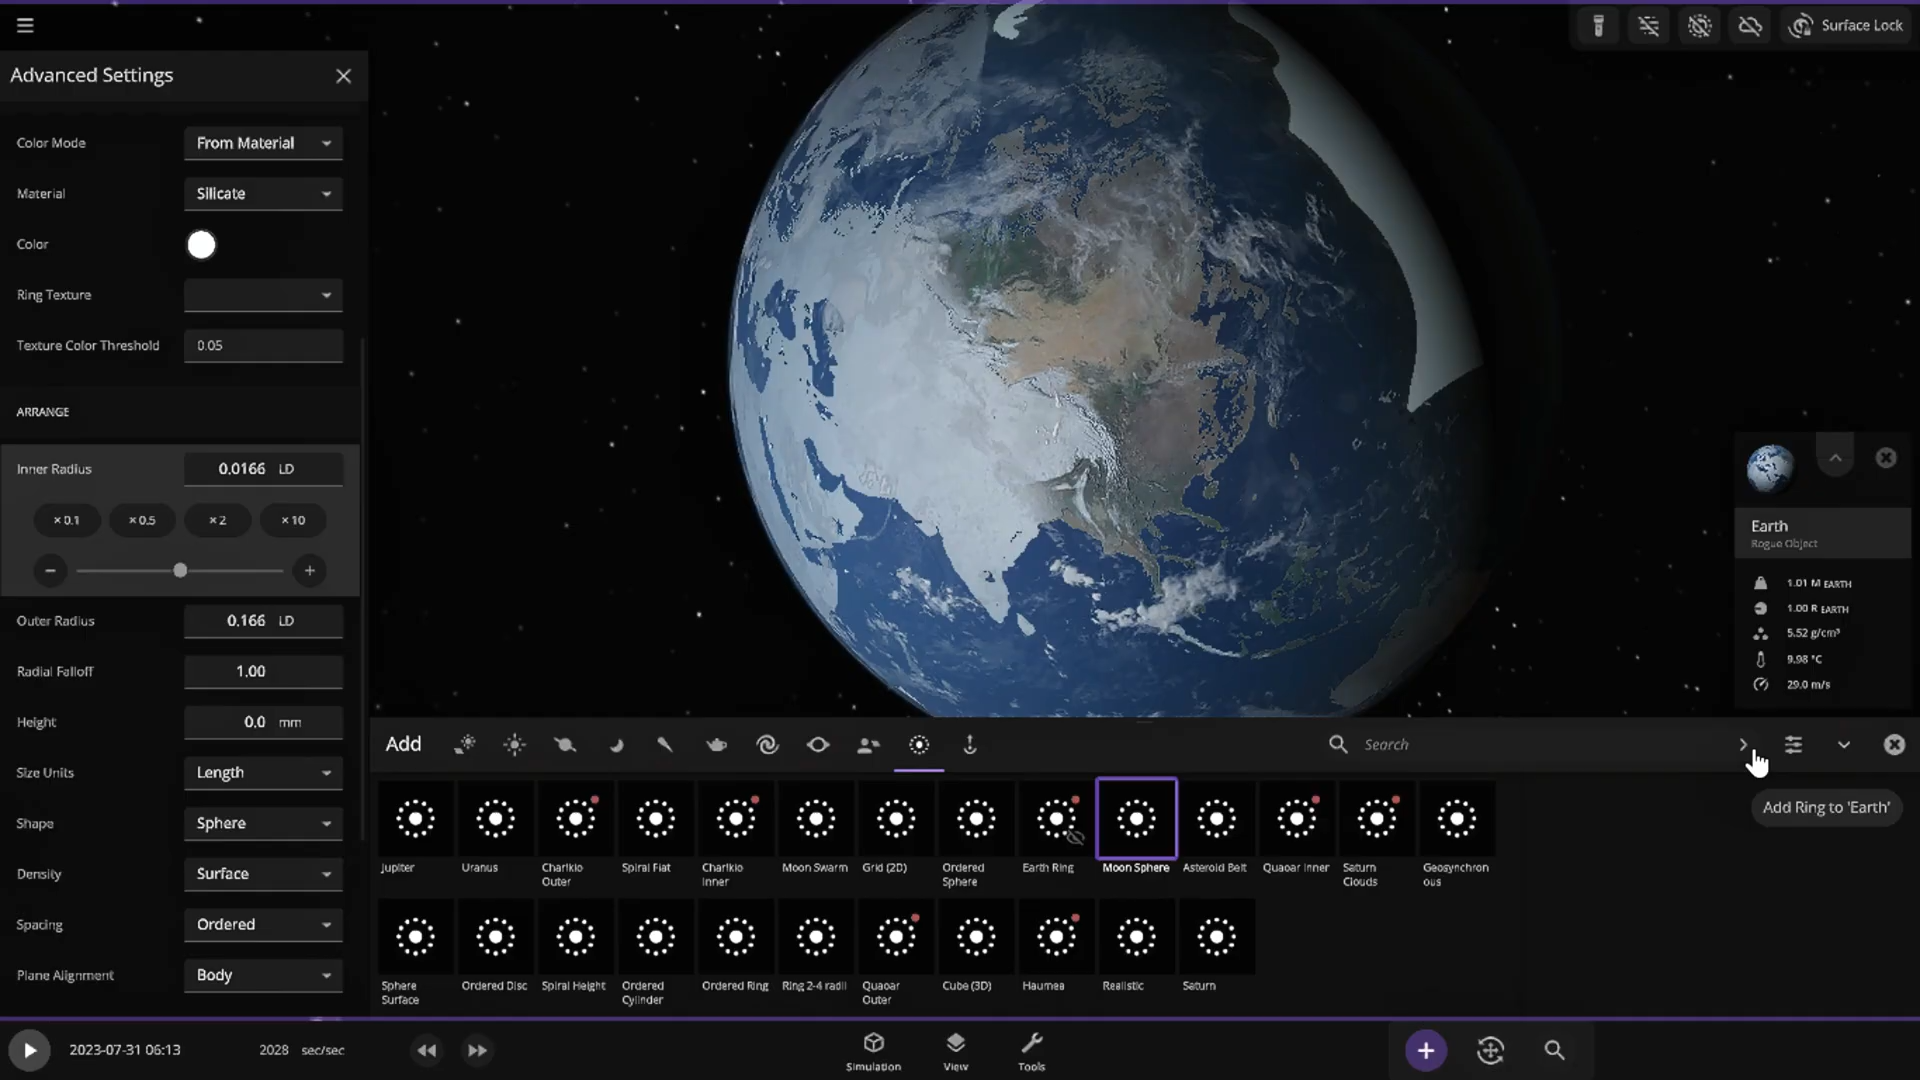 Surface Lock
Advanced Settings
Color Mode
From Material
Material
Silicate
Color
Ring Texture
Texture Color Threshold
0.05
ARRANGE
Inner Radius
0.0166 LD
×0.1
×0.5
×2
×10
Outer Radius
0.166 LD
Radial Falloff
1.00
Height
0.0 mm
Size Units
Length
Shape
Sphere
Density
Surface
Spacing
Ordered
Plane Alignment
Body
Earth
Rogue Object
1.01 M EARTH
1.00 R EARTH
5.52 g/cm³
9.98 °C
29.0 m/s
Add
Search
Add Ring to 'Earth'
Jupiter
Uranus
Chariklo
Outer
Spiral Flat
Chariklo
Inner
Moon Swarm
Grid (2D)
Ordered
Sphere
Earth Ring
Moon Sphere
Asteroid Belt
Quaoar Inner
Saturn
Clouds
Geosynchron
ous
Sphere
Surface
Ordered Disc
Spiral Height
Ordered
Cylinder
Ordered Ring
Ring 2-4 radii
Quaoar
Outer
Cube (3D)
Haumea
Realistic
Saturn
2023-07-31 06:13
2028 sec/sec
Simulation
View
Tools